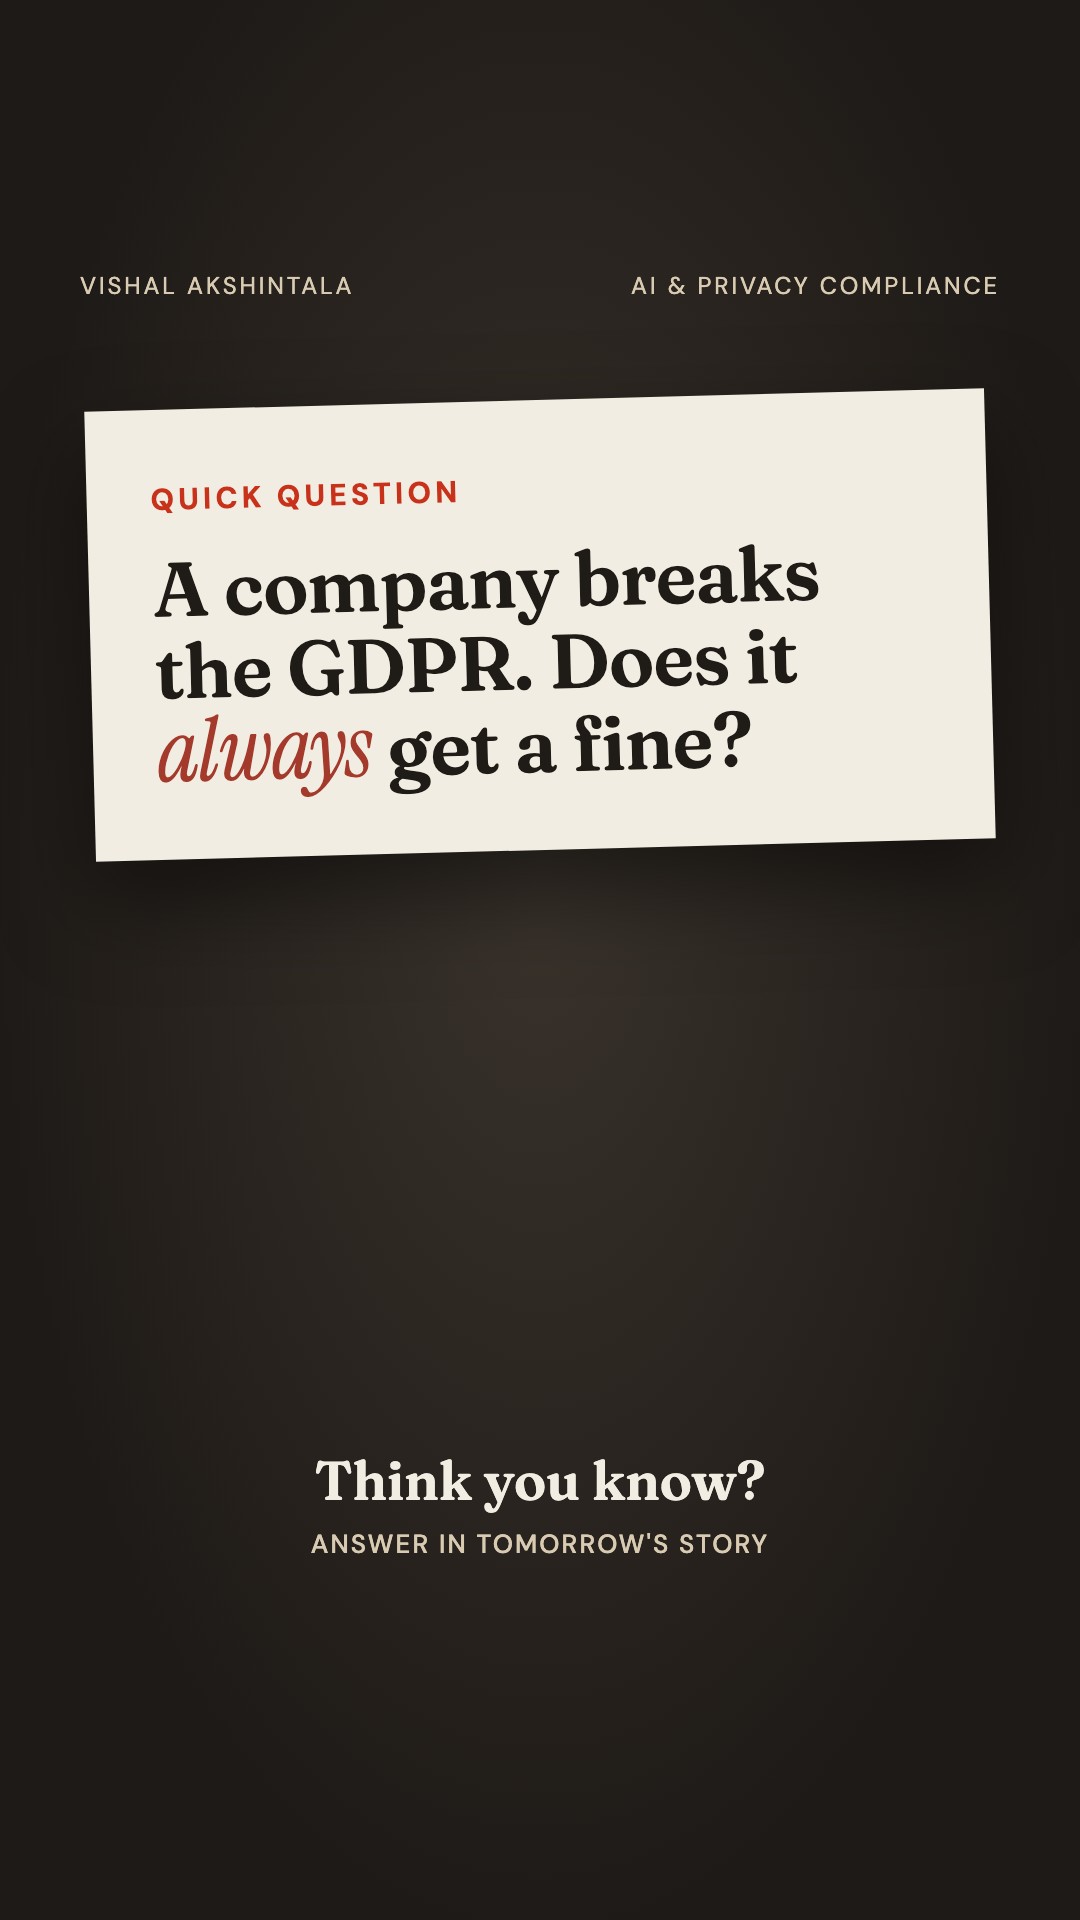 VISHAL AKSHINTALA
AI & PRIVACY COMPLIANCE
QUICK QUESTION
A company breaks
the GDPR. Does it
always get a fine?
Think you know?
ANSWER IN TOMORROW'S STORY